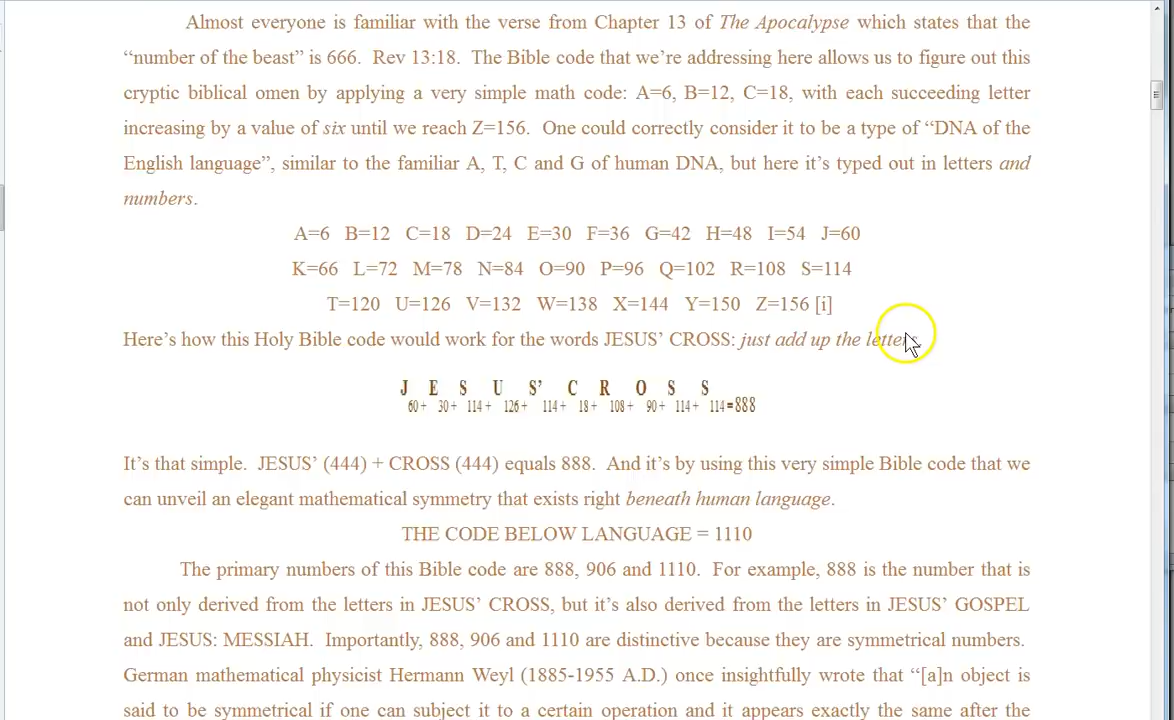 Almost everyone is familiar with the verse from Chapter 13 of The Apocalypse which states that the
“number of the beast” is 666. Rev 13:18. The Bible code that we’re addressing here allows us to figure out this
cryptic biblical omen by applying a very simple math code: A=6, B=12, C=18, with each succeeding letter
increasing by a value of six until we reach Z=156. One could correctly consider it to be a type of “DNA of the
English language”, similar to the familiar A, T, C and G of human DNA, but here it’s typed out in letters and
numbers.
A=6 B=12 C=18 D=24 E=30 F=36 G=42 H=48 I=54 J=60
K=66 L=72 M=78 N=84 O=90 P=96 Q=102 R=108 S=114
T=120 U=126 V=132 W=138 X=144 Y=150 Z=156 [i]
Here’s how this Holy Bible code would work for the words JESUS’ CROSS: just add up the letters
J E S U S’ C R O S S
60+ 30+ 114+ 126+ 114+ 18+ 108+ 90+ 114+ 114=888
It’s that simple. JESUS’ (444) + CROSS (444) equals 888. And it’s by using this very simple Bible code that we
can unveil an elegant mathematical symmetry that exists right beneath human language.
THE CODE BELOW LANGUAGE = 1110
The primary numbers of this Bible code are 888, 906 and 1110. For example, 888 is the number that is
not only derived from the letters in JESUS’ CROSS, but it’s also derived from the letters in JESUS’ GOSPEL
and JESUS: MESSIAH. Importantly, 888, 906 and 1110 are distinctive because they are symmetrical numbers.
German mathematical physicist Hermann Weyl (1885-1955 A.D.) once insightfully wrote that “[a]n object is
said to be symmetrical if one can subject it to a certain operation and it appears exactly the same after the